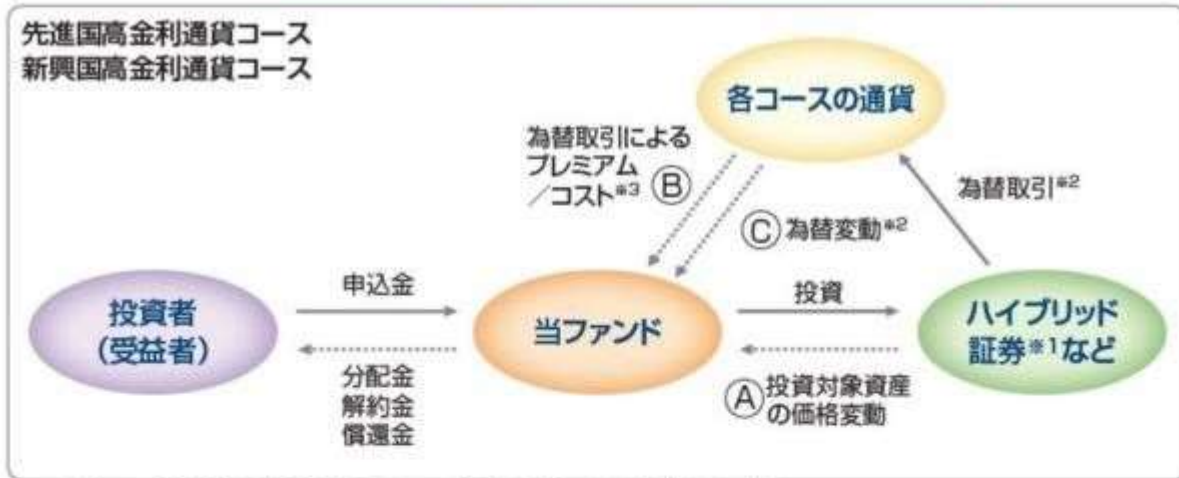 先進国高金利通貨コース
新興国高金利通貨コース
各コースの通貨
為替取引による
プレミアム
／コスト※3 Ⓑ
為替取引※2
Ⓒ 為替変動※2
投資者
(受益者)
申込金
分配金
解約金
償還金
当ファンド
投資
Ⓐ 投資対象資産
の価格変動
ハイブリッド
証券※1など